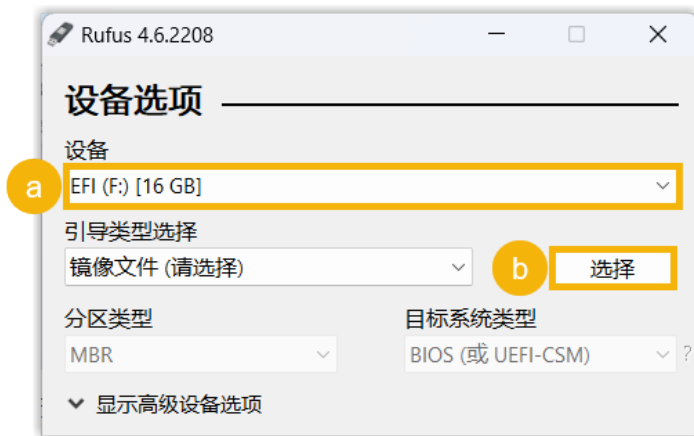 Rufus 4.6.2208
设备选项
设备
a EFI (F:) [16 GB]
引导类型选择
镜像文件 (请选择) b 选择
分区类型 目标系统类型
MBR BIOS (或 UEFI-CSM) ?
显示高级设备选项